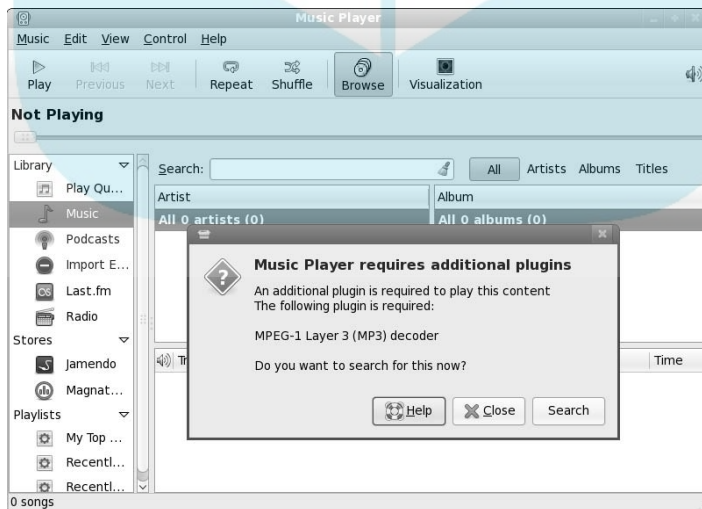 Music Player
Music Edit View Control Help
Play Previous Next Repeat Shuffle Browse Visualization
Not Playing
Library
Play Qu...
Music
Podcasts
Import E...
Last.fm
Radio
Stores
Jamendo
Magnat...
Playlists
My Top ...
Recentl...
Recentl...
Search: All Artists Albums Titles
Artist Album
All 0 artists (0) All 0 albums (0)
Music Player requires additional plugins
An additional plugin is required to play this content
The following plugin is required:
MPEG-1 Layer 3 (MP3) decoder
Do you want to search for this now?
Help Close Search
Time
0 songs